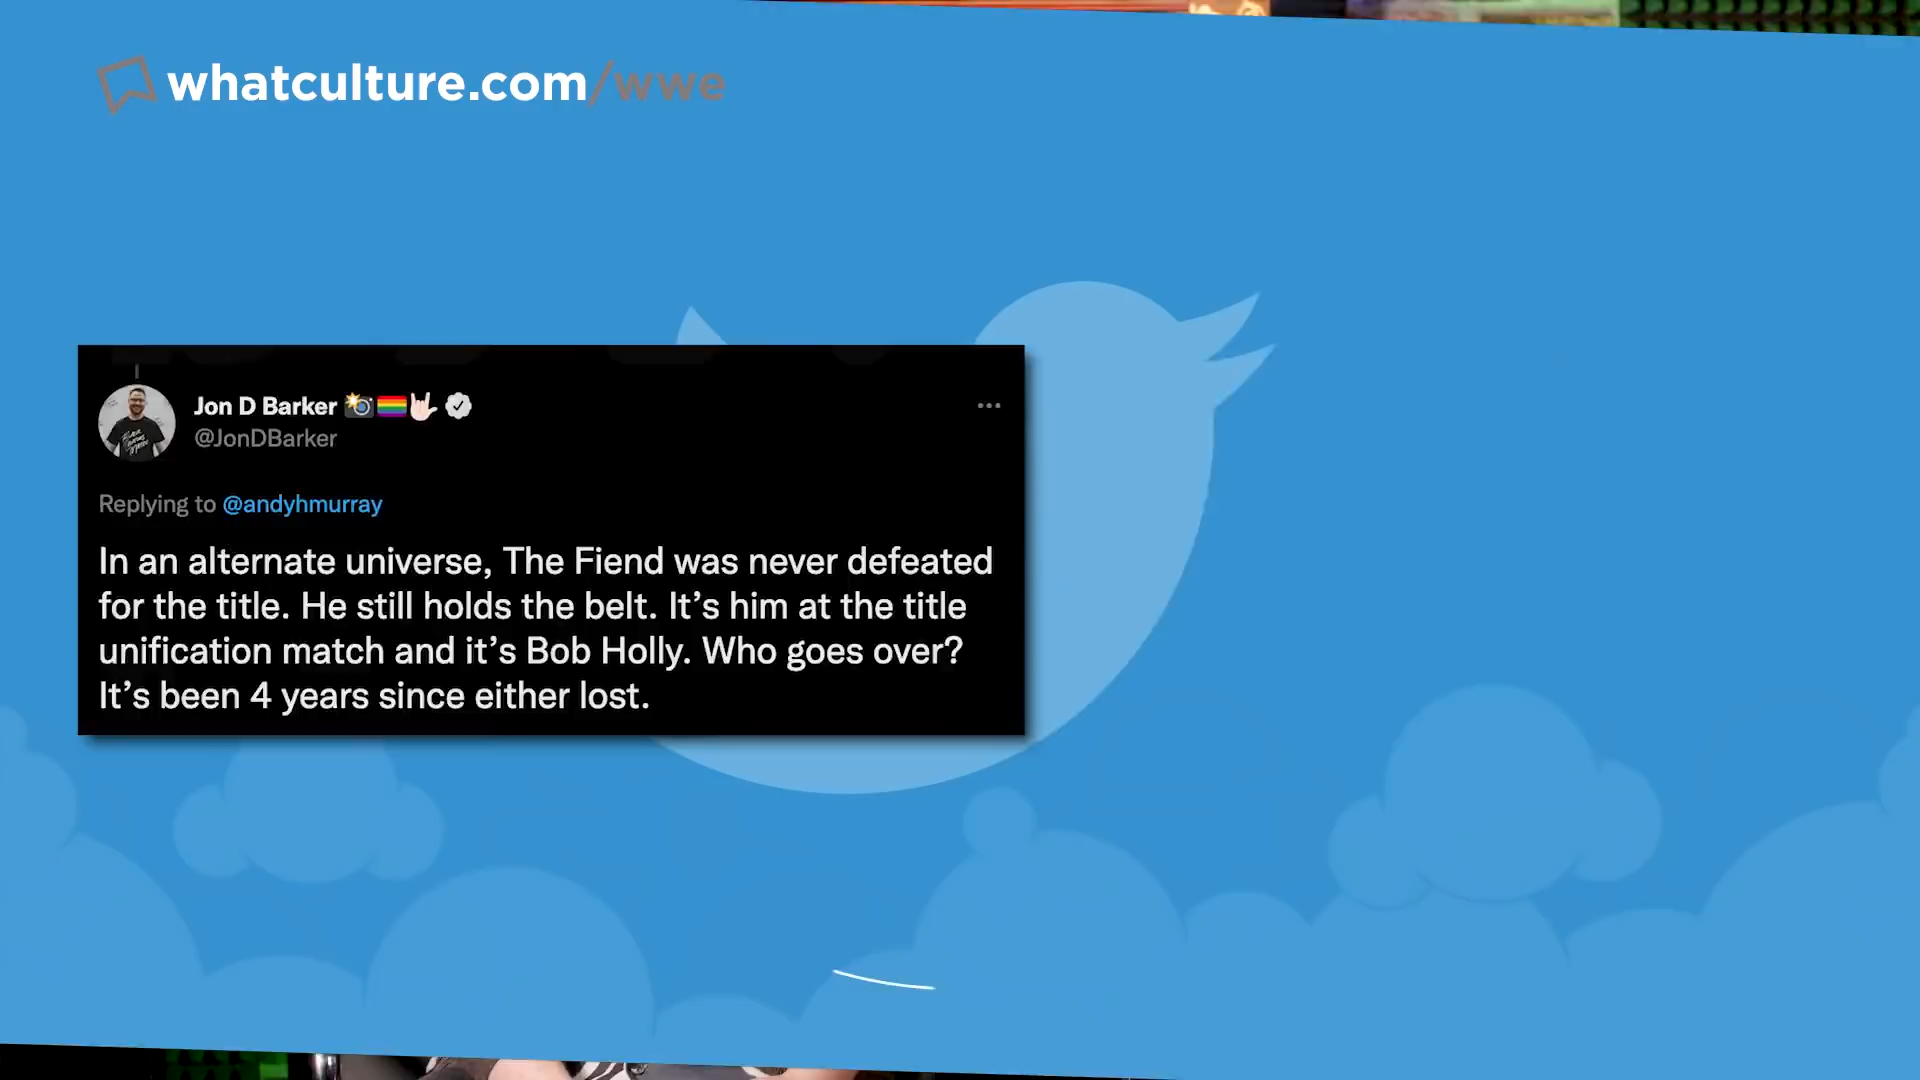 whatculture.com/wwe
Jon D Barker
@JonDBarker
Replying to @andyhmurray
In an alternate universe, The Fiend was never defeated
for the title. He still holds the belt. It’s him at the title
unification match and it’s Bob Holly. Who goes over?
It’s been 4 years since either lost.